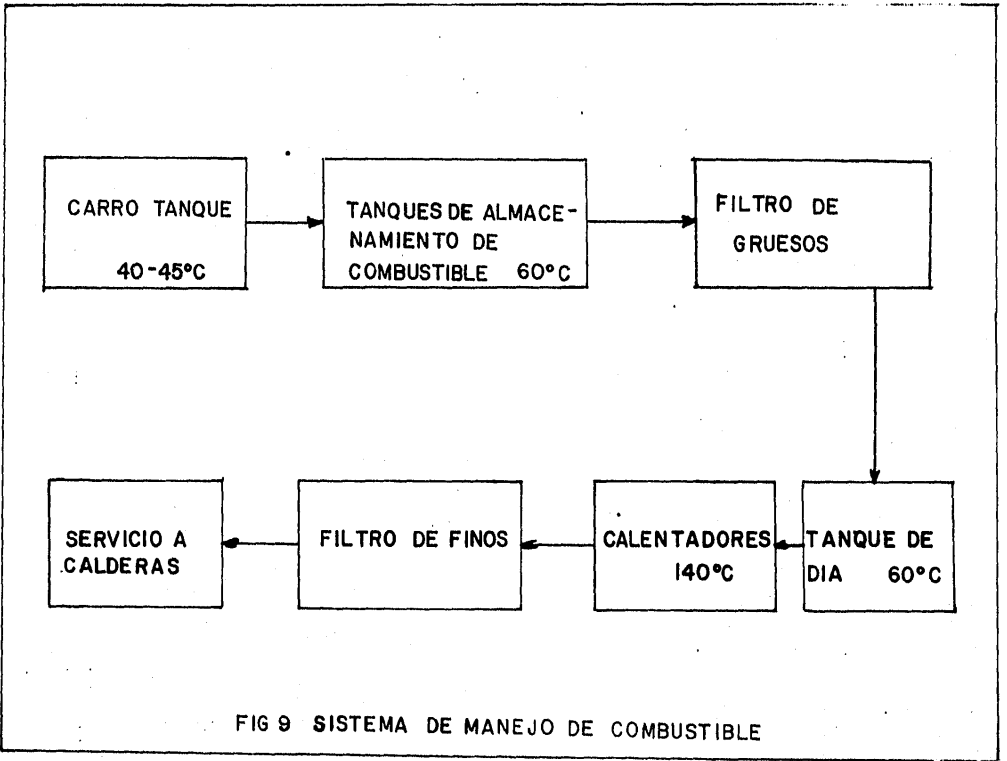 CARRO TANQUE
40-45°C
TANQUES DE ALMACE-
NAMIENTO DE
COMBUSTIBLE 60°C
FILTRO DE
GRUESOS
TANQUE DE
DIA 60°C
CALENTADORES
140°C
FILTRO DE FINOS
SERVICIO A
CALDERAS
FIG 9 SISTEMA DE MANEJO DE COMBUSTIBLE